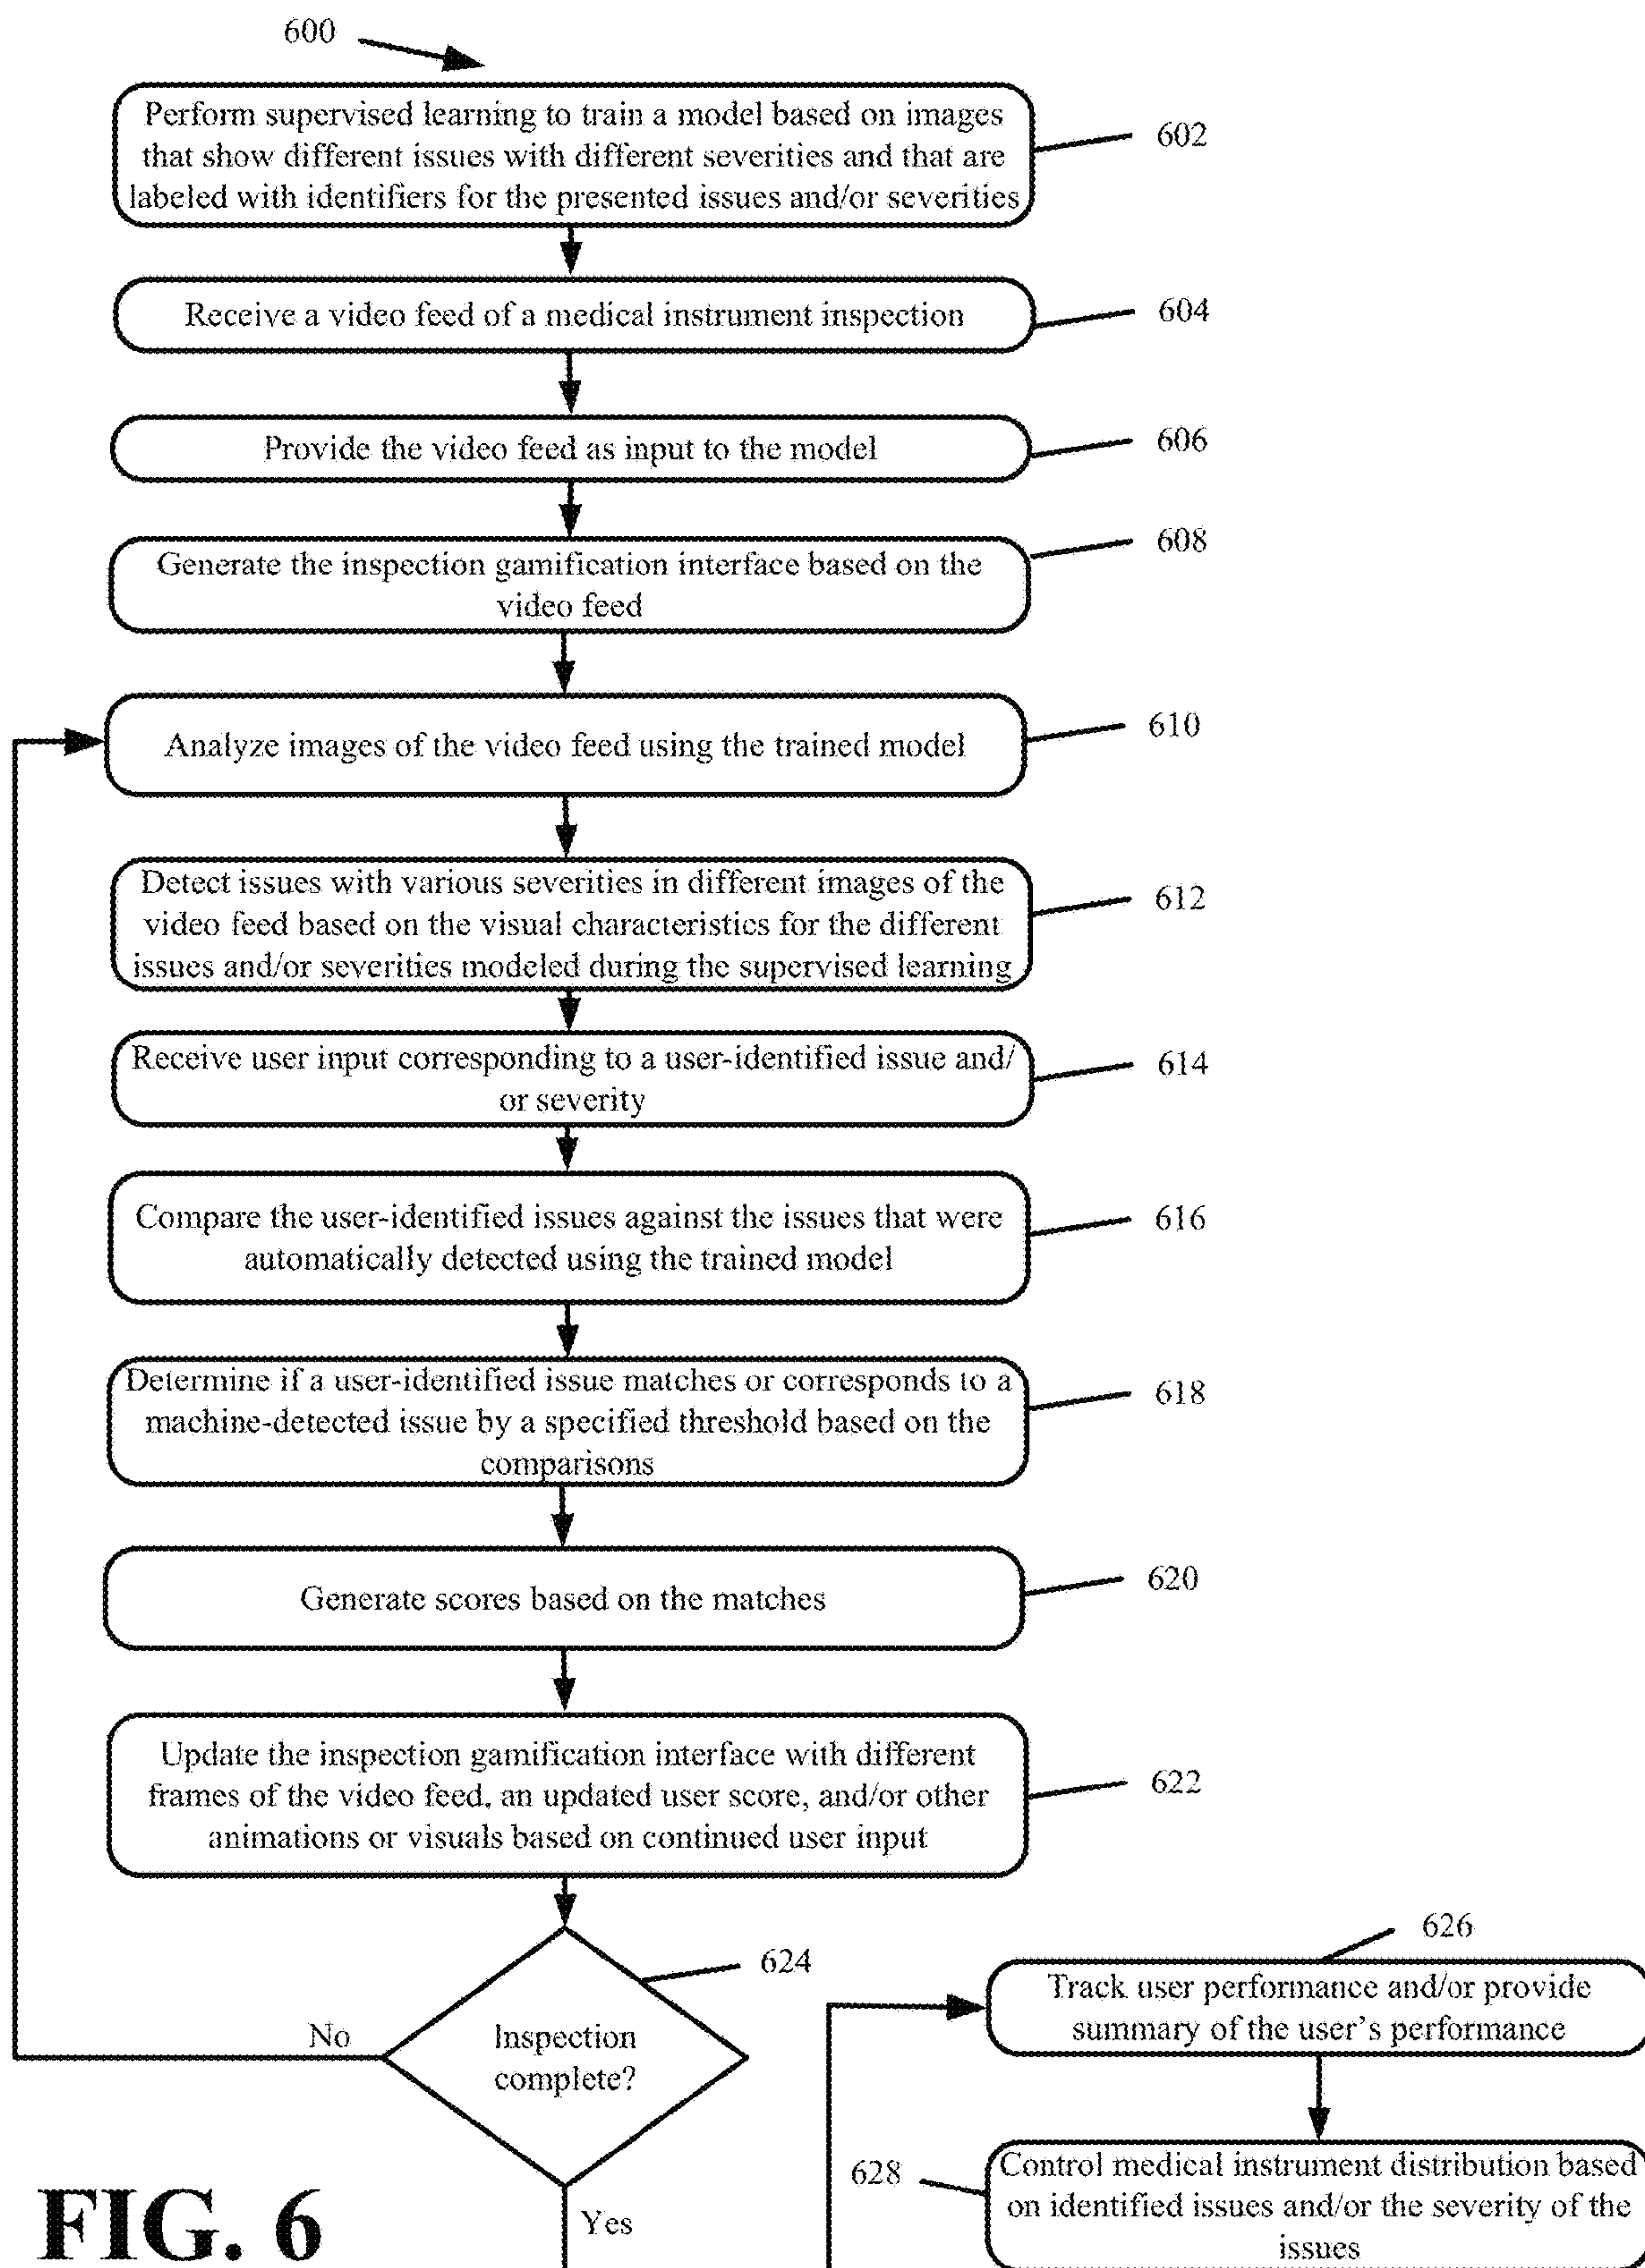 600
Perform supervised learning to train a model based on images
that show different issues with different severities and that are
labeled with identifiers for the presented issues and/or severities
602
Receive a video feed of a medical instrument inspection
604
Provide the video feed as input to the model
606
Generate the inspection gamification interface based on the
video feed
608
Analyze images of the video feed using the trained model
610
Detect issues with various severities in different images of the
video feed based on the visual characteristics for the different
issues and/or severities modeled during the supervised learning
612
Receive user input corresponding to a user-identified issue and/
or severity
614
Compare the user-identified issues against the issues that were
automatically detected using the trained model
616
Determine if a user-identified issue matches or corresponds to a
machine-detected issue by a specified threshold based on the
comparisons
618
Generate scores based on the matches
620
Update the inspection gamification interface with different
frames of the video feed, an updated user score, and/or other
animations or visuals based on continued user input
622
Inspection
complete?
624
No
Yes
626
Track user performance and/or provide
summary of the user's performance
628
Control medical instrument distribution based
on identified issues and/or the severity of the
issues
FIG. 6